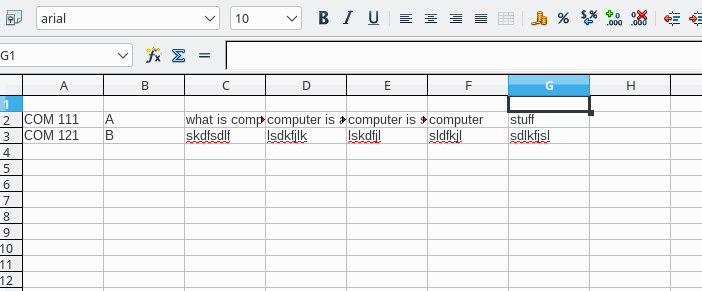 arial 10 B I U % $% .000 .000
G1 fx Σ =
A B C D E F G H
1
2 COM 111 A what is comp computer is a computer is s computer stuff
3 COM 121 B skdfsdlf lsdkfjlk lskdfjl sldfkjl sdlkfjsl
4
5
6
7
8
9
10
11
12